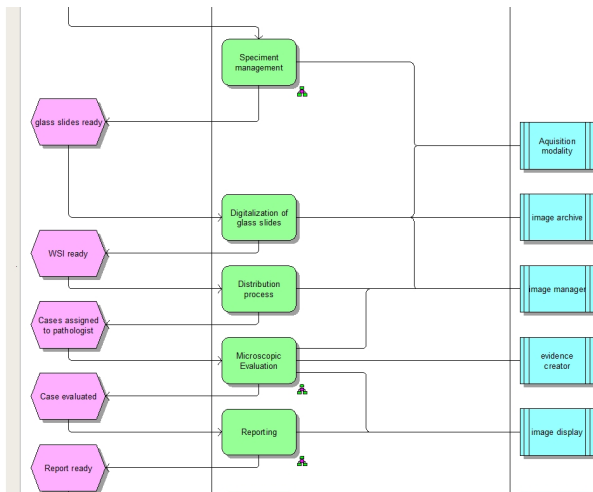 Speciment
management
glass slides ready
Aquisition
modality
Digitalization of
glass slides
image archive
WSI ready
Distribution
process
image manager
Cases assigned
to pathologist
Microscopic
Evaluation
evidence
creator
Case evaluated
Reporting
image display
Report ready